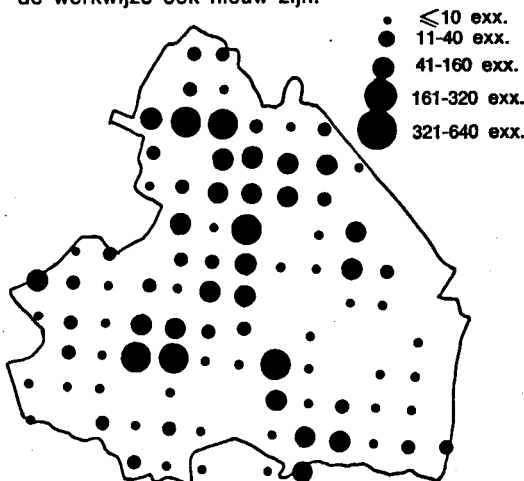 de werkwijze ook nieuw zijn.
⩽10 exx.
11-40 exx.
41-160 exx.
161-320 exx.
321-640 exx.